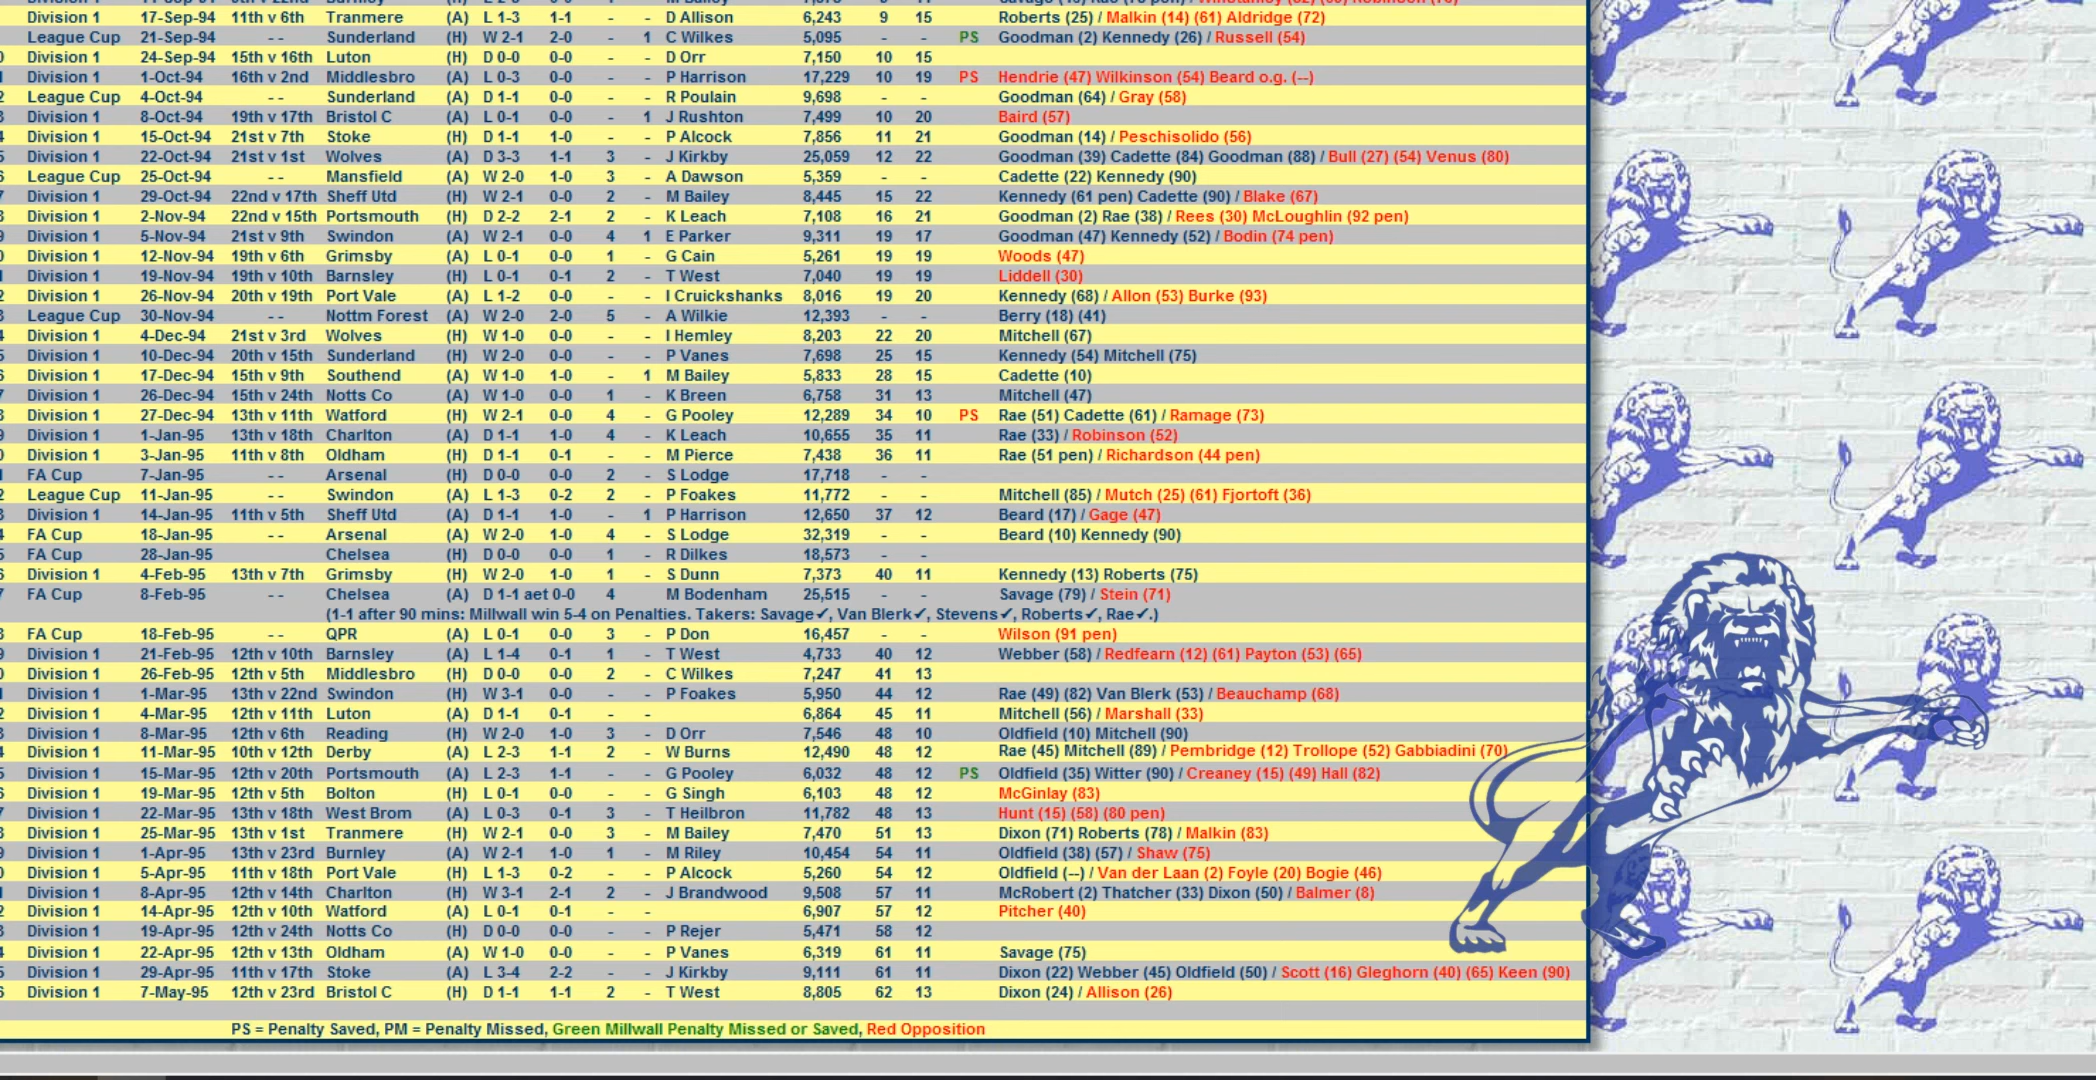 Division 1 17-Sep-94 11th v 6th Tranmere (A) L 1-3 1-1 - - D Allison 6,243 9 15 Roberts (25) / Malkin (14) (61) Aldridge (72)
League Cup 21-Sep-94 - - Sunderland (H) W 2-1 2-0 - 1 C Wilkes 5,095 - - PS Goodman (2) Kennedy (26) / Russell (54)
0 Division 1 24-Sep-94 15th v 16th Luton (H) D 0-0 0-0 - - D Orr 7,150 10 15
1 Division 1 1-Oct-94 16th v 2nd Middlesbro (A) L 0-3 0-0 - - P Harrison 17,229 10 19 PS Hendrie (47) Wilkinson (54) Beard o.g. (--)
2 League Cup 4-Oct-94 - - Sunderland (A) D 1-1 0-0 - - R Poulain 9,698 - - Goodman (64) / Gray (58)
3 Division 1 8-Oct-94 19th v 17th Bristol C (A) L 0-1 0-0 - 1 J Rushton 7,499 10 20 Baird (57)
4 Division 1 15-Oct-94 21st v 7th Stoke (H) D 1-1 1-0 - - P Alcock 7,856 11 21 Goodman (14) / Peschisolido (56)
5 Division 1 22-Oct-94 21st v 1st Wolves (A) D 3-3 1-1 3 - J Kirkby 25,059 12 22 Goodman (39) Cadette (84) Goodman (88) / Bull (27) (54) Venus (80)
6 League Cup 25-Oct-94 - - Mansfield (A) W 2-0 1-0 3 - A Dawson 5,359 - - Cadette (22) Kennedy (90)
7 Division 1 29-Oct-94 22nd v 17th Sheff Utd (H) W 2-1 0-0 2 - M Bailey 8,445 15 22 Kennedy (61 pen) Cadette (90) / Blake (67)
8 Division 1 2-Nov-94 22nd v 15th Portsmouth (H) D 2-2 2-1 2 - K Leach 7,108 16 21 Goodman (2) Rae (38) / Rees (30) McLoughlin (92 pen)
9 Division 1 5-Nov-94 21st v 9th Swindon (A) W 2-1 0-0 4 1 E Parker 9,311 19 17 Goodman (47) Kennedy (52) / Bodin (74 pen)
0 Division 1 12-Nov-94 19th v 6th Grimsby (A) L 0-1 0-0 1 - G Cain 5,261 19 19 Woods (47)
1 Division 1 19-Nov-94 19th v 10th Barnsley (H) L 0-1 0-1 2 - T West 7,040 19 19 Liddell (30)
2 Division 1 26-Nov-94 20th v 19th Port Vale (A) L 1-2 0-0 - - I Cruickshanks 8,016 19 20 Kennedy (68) / Allon (53) Burke (93)
3 League Cup 30-Nov-94 - - Nottm Forest (A) W 2-0 2-0 5 - A Wilkie 12,393 - - Berry (18) (41)
4 Division 1 4-Dec-94 21st v 3rd Wolves (H) W 1-0 0-0 - - I Hemley 8,203 22 20 Mitchell (67)
5 Division 1 10-Dec-94 20th v 15th Sunderland (H) W 2-0 0-0 - - P Vanes 7,698 25 15 Kennedy (54) Mitchell (75)
6 Division 1 17-Dec-94 15th v 9th Southend (A) W 1-0 1-0 - 1 M Bailey 5,833 28 15 Cadette (10)
7 Division 1 26-Dec-94 15th v 24th Notts Co (A) W 1-0 0-0 1 - K Breen 6,758 31 13 Mitchell (47)
8 Division 1 27-Dec-94 13th v 11th Watford (H) W 2-1 0-0 4 - G Pooley 12,289 34 10 PS Rae (51) Cadette (61) / Ramage (73)
9 Division 1 1-Jan-95 13th v 18th Charlton (A) D 1-1 1-0 4 - K Leach 10,655 35 11 Rae (33) / Robinson (52)
0 Division 1 3-Jan-95 11th v 8th Oldham (H) D 1-1 0-1 - - M Pierce 7,438 36 11 Rae (51 pen) / Richardson (44 pen)
1 FA Cup 7-Jan-95 - - Arsenal (H) D 0-0 0-0 2 - S Lodge 17,718 - -
2 League Cup 11-Jan-95 - - Swindon (A) L 1-3 0-2 2 - P Foakes 11,772 - - Mitchell (85) / Mutch (25) (61) Fjortoft (36)
3 Division 1 14-Jan-95 11th v 5th Sheff Utd (A) D 1-1 1-0 - 1 P Harrison 12,650 37 12 Beard (17) / Gage (47)
4 FA Cup 18-Jan-95 - - Arsenal (A) W 2-0 1-0 4 - S Lodge 32,319 - - Beard (10) Kennedy (90)
5 FA Cup 28-Jan-95 Chelsea (H) D 0-0 0-0 1 - R Dilkes 18,573 - -
6 Division 1 4-Feb-95 13th v 7th Grimsby (H) W 2-0 1-0 1 - S Dunn 7,373 40 11 Kennedy (13) Roberts (75)
7 FA Cup 8-Feb-95 - - Chelsea (A) D 1-1 aet 0-0 4 M Bodenham 25,515 - - Savage (79) / Stein (71)
(1-1 after 90 mins: Millwall win 5-4 on Penalties. Takers: Savage✓, Van Blerk✓, Stevens✓, Roberts✓, Rae✓.)
8 FA Cup 18-Feb-95 - - QPR (A) L 0-1 0-0 3 - P Don 16,457 - - Wilson (91 pen)
9 Division 1 21-Feb-95 12th v 10th Barnsley (A) L 1-4 0-1 1 - T West 4,733 40 12 Webber (58) / Redfearn (12) (61) Payton (53) (65)
0 Division 1 26-Feb-95 12th v 5th Middlesbro (H) D 0-0 0-0 2 - C Wilkes 7,247 41 13
1 Division 1 1-Mar-95 13th v 22nd Swindon (H) W 3-1 0-0 - - P Foakes 5,950 44 12 Rae (49) (82) Van Blerk (53) / Beauchamp (68)
2 Division 1 4-Mar-95 12th v 11th Luton (A) D 1-1 0-1 - - 6,864 45 11 Mitchell (56) / Marshall (33)
3 Division 1 8-Mar-95 12th v 6th Reading (H) W 2-0 1-0 3 - D Orr 7,546 48 10 Oldfield (10) Mitchell (90)
4 Division 1 11-Mar-95 10th v 12th Derby (A) L 2-3 1-1 2 - W Burns 12,490 48 12 Rae (45) Mitchell (89) / Pembridge (12) Trollope (52) Gabbiadini (70)
5 Division 1 15-Mar-95 12th v 20th Portsmouth (A) L 2-3 1-1 - - G Pooley 6,032 48 12 PS Oldfield (35) Witter (90) / Creaney (15) (49) Hall (82)
6 Division 1 19-Mar-95 12th v 5th Bolton (H) L 0-1 0-0 - - G Singh 6,103 48 12 McGinlay (83)
7 Division 1 22-Mar-95 13th v 18th West Brom (A) L 0-3 0-1 3 - T Heilbron 11,782 48 13 Hunt (15) (58) (80 pen)
8 Division 1 25-Mar-95 13th v 1st Tranmere (H) W 2-1 0-0 3 - M Bailey 7,470 51 13 Dixon (71) Roberts (78) / Malkin (83)
9 Division 1 1-Apr-95 13th v 23rd Burnley (A) W 2-1 1-0 1 - M Riley 10,454 54 11 Oldfield (38) (57) / Shaw (75)
0 Division 1 5-Apr-95 11th v 18th Port Vale (H) L 1-3 0-2 - - P Alcock 5,260 54 12 Oldfield (--) / Van der Laan (2) Foyle (20) Bogie (46)
1 Division 1 8-Apr-95 12th v 14th Charlton (H) W 3-1 2-1 2 - J Brandwood 9,508 57 11 McRobert (2) Thatcher (33) Dixon (50) / Balmer (8)
2 Division 1 14-Apr-95 12th v 10th Watford (A) L 0-1 0-1 - - 6,907 57 12 Pitcher (40)
3 Division 1 19-Apr-95 12th v 24th Notts Co (H) D 0-0 0-0 - - P Rejer 5,471 58 12
4 Division 1 22-Apr-95 12th v 13th Oldham (A) W 1-0 0-0 - - P Vanes 6,319 61 11 Savage (75)
5 Division 1 29-Apr-95 11th v 17th Stoke (A) L 3-4 2-2 - - J Kirkby 9,111 61 11 Dixon (22) Webber (45) Oldfield (50) / Scott (16) Gleghorn (40) (65) Keen (90)
6 Division 1 7-May-95 12th v 23rd Bristol C (H) D 1-1 1-1 2 - T West 8,805 62 13 Dixon (24) / Allison (26)
PS = Penalty Saved, PM = Penalty Missed, Green Millwall Penalty Missed or Saved, Red Opposition